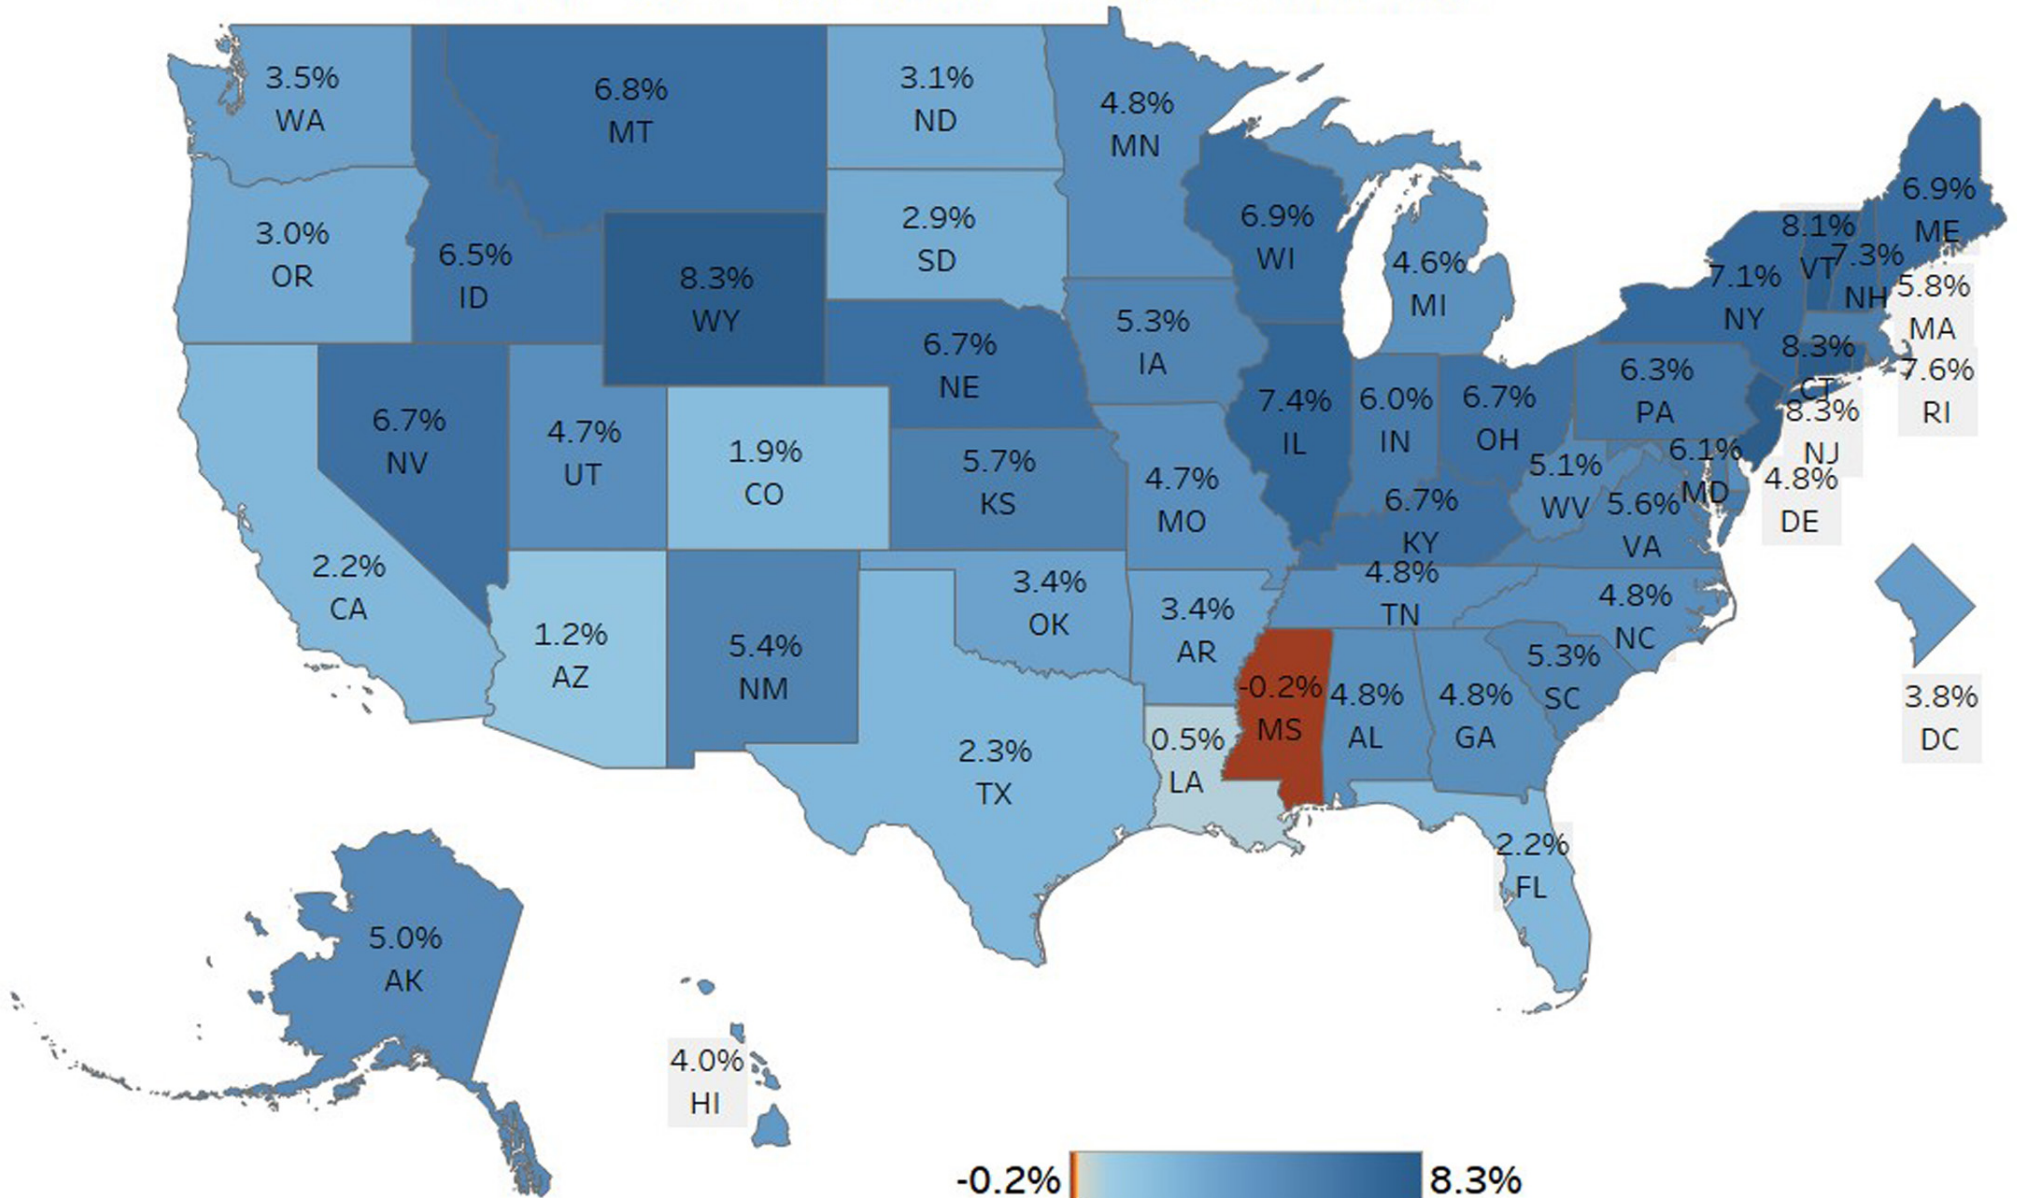 3.5%
WA
6.8%
MT
3.1%
ND
4.8%
MN
3.0%
OR
6.5%
ID
8.3%
WY
2.9%
SD
6.9%
WI
4.6%
MI
6.9%
ME
8.1%
VT
7.3%
NH
7.1%
NY
5.8%
MA
6.7%
NV
4.7%
UT
1.9%
CO
6.7%
NE
5.3%
IA
7.4%
IL
6.0%
IN
6.7%
OH
6.3%
PA
8.3%
CT
7.6%
RI
8.3%
NJ
5.7%
KS
4.7%
MO
6.7%
KY
5.1%
WV
5.6%
VA
6.1%
MD
4.8%
DE
2.2%
CA
1.2%
AZ
5.4%
NM
3.4%
OK
3.4%
AR
4.8%
TN
4.8%
NC
5.3%
SC
-0.2%
MS
4.8%
AL
4.8%
GA
3.8%
DC
2.3%
TX
0.5%
LA
2.2%
FL
5.0%
AK
4.0%
HI
-0.2%
8.3%